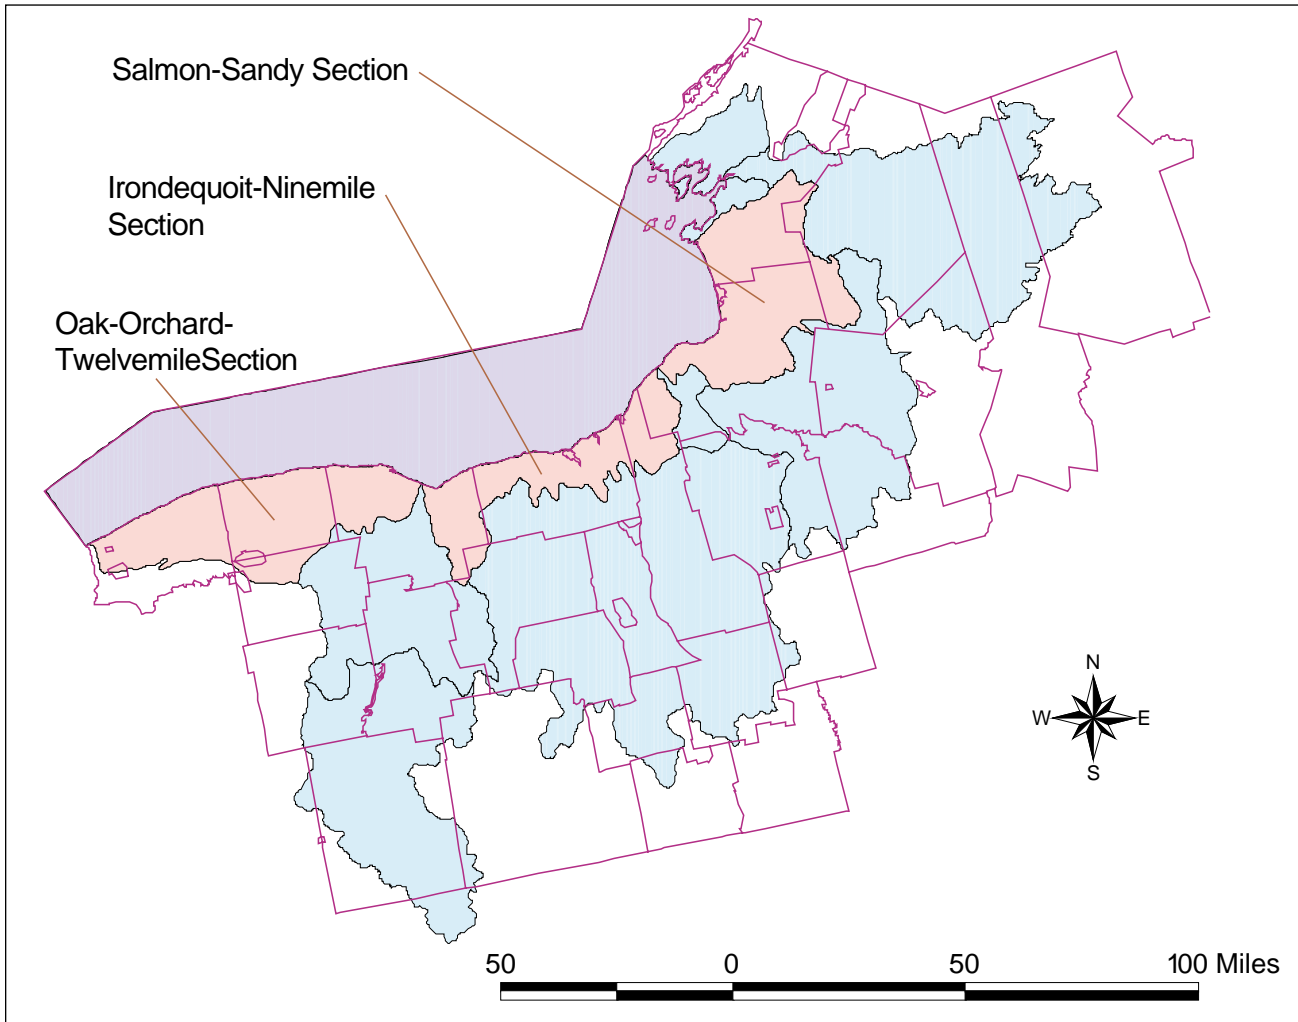 Salmon-Sandy Section
Irondequoit-Ninemile
Section
Oak-Orchard-
TwelvemileSection
N
W E
S
50 0 50 100 Miles